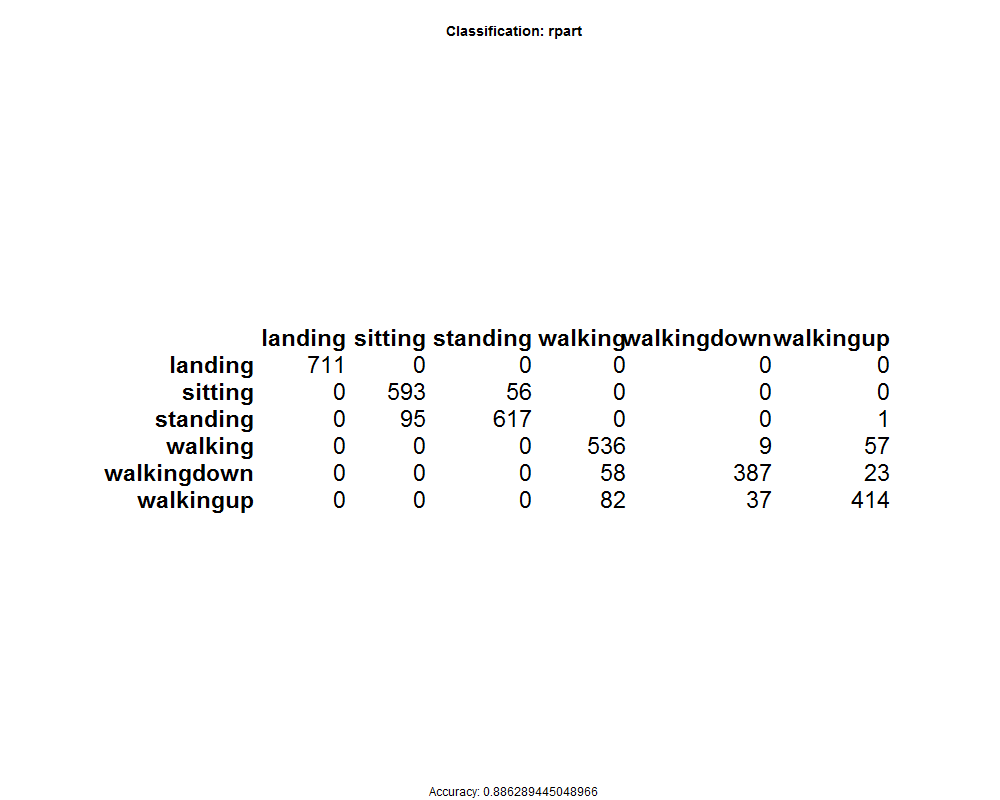 Classification: rpart
landing sitting standing walking walkingdown walkingup
landing 711 0 0 0 0 0
sitting 0 593 56 0 0 0
standing 0 95 617 0 0 1
walking 0 0 0 536 9 57
walkingdown 0 0 0 58 387 23
walkingup 0 0 0 82 37 414
Accuracy: 0.886289445048966